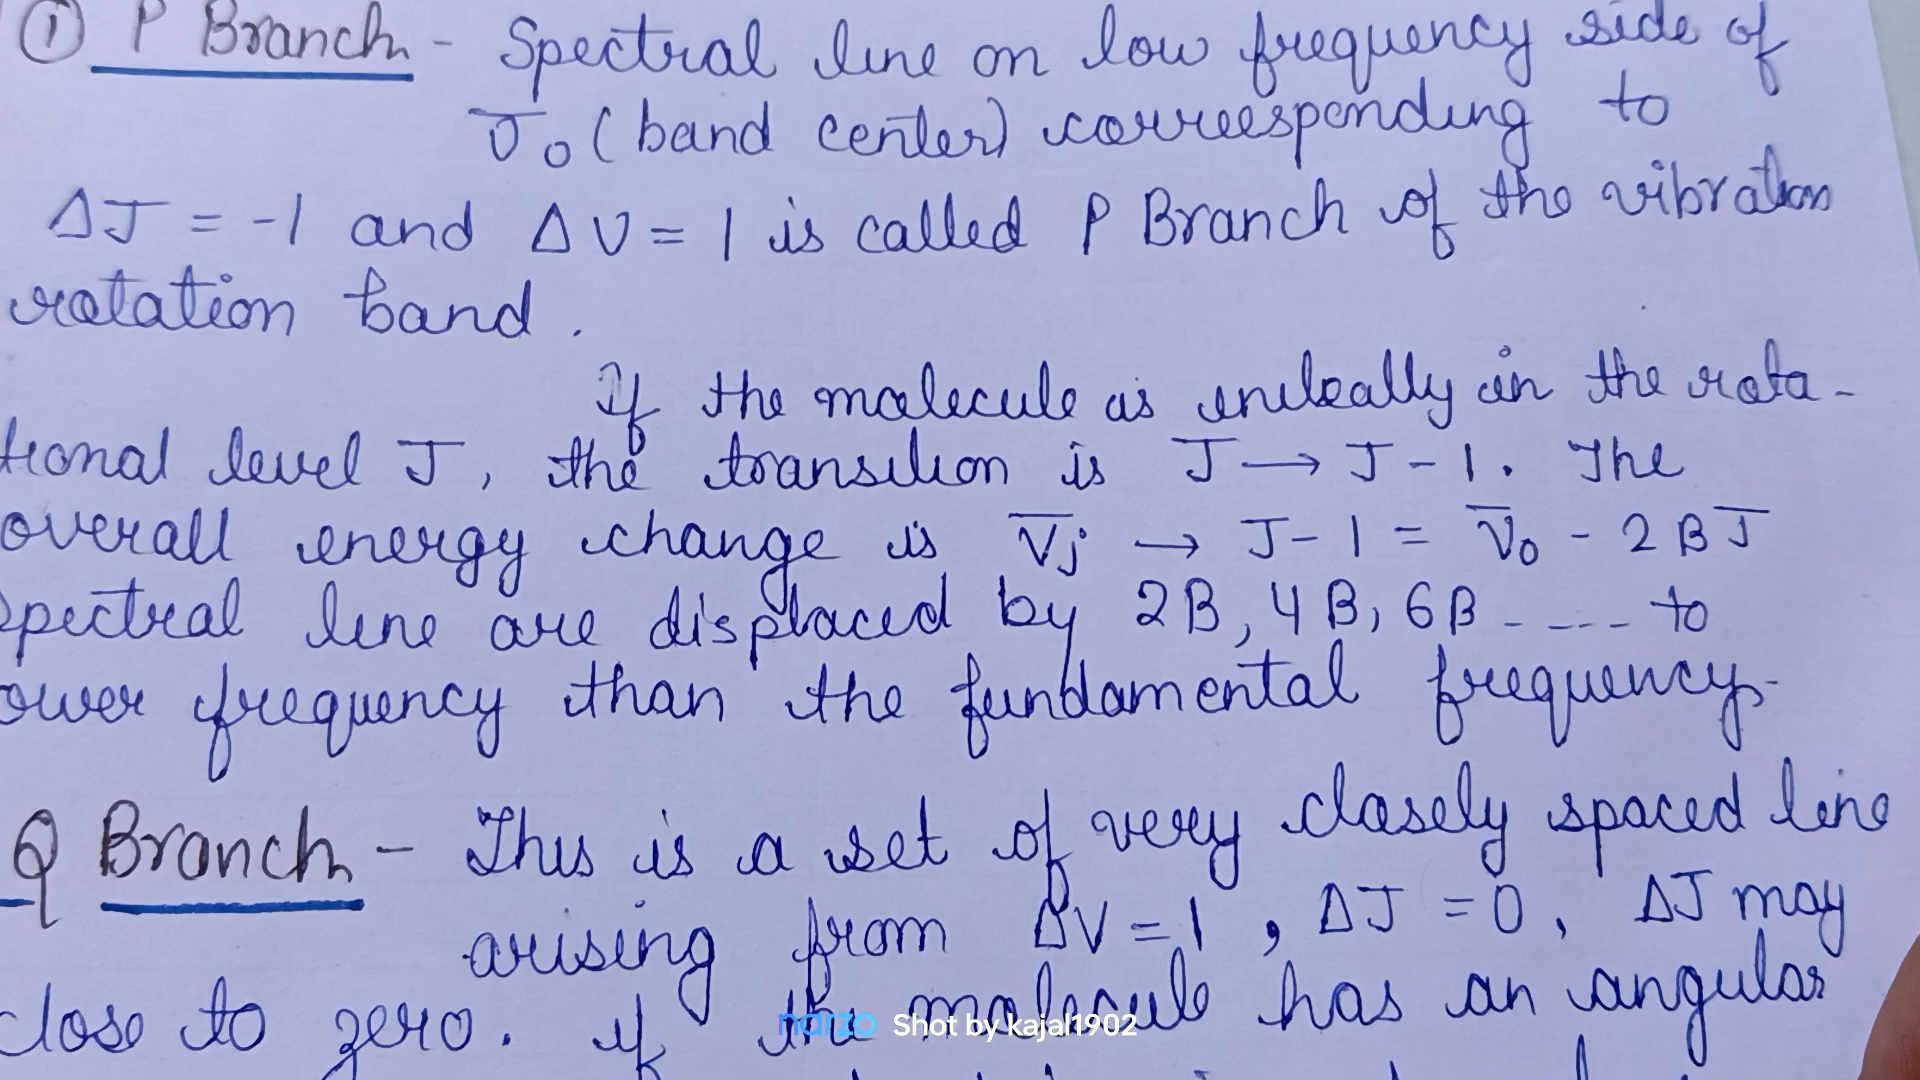 ① P Branch - Spectral line on low frequency side of
ν̅₀ (band center) correesponding to
ΔJ = -1 and ΔV = 1 is called P Branch of the vibration
rotation band.
If the molecule is initially in the rota-
tional level J, the transition is J → J - 1. The
overall energy change is V̅j → J - 1 = V̅₀ - 2BJ
Spectral line are displaced by 2B, 4B, 6B ---- to
ower frequency than the fundamental frequency.
Q Branch - This is a set of very closely spaced line
arising from ΔV = 1, ΔJ = 0, ΔJ may
close to zero. if the molecule has an angular
narzo Shot by kajal1902